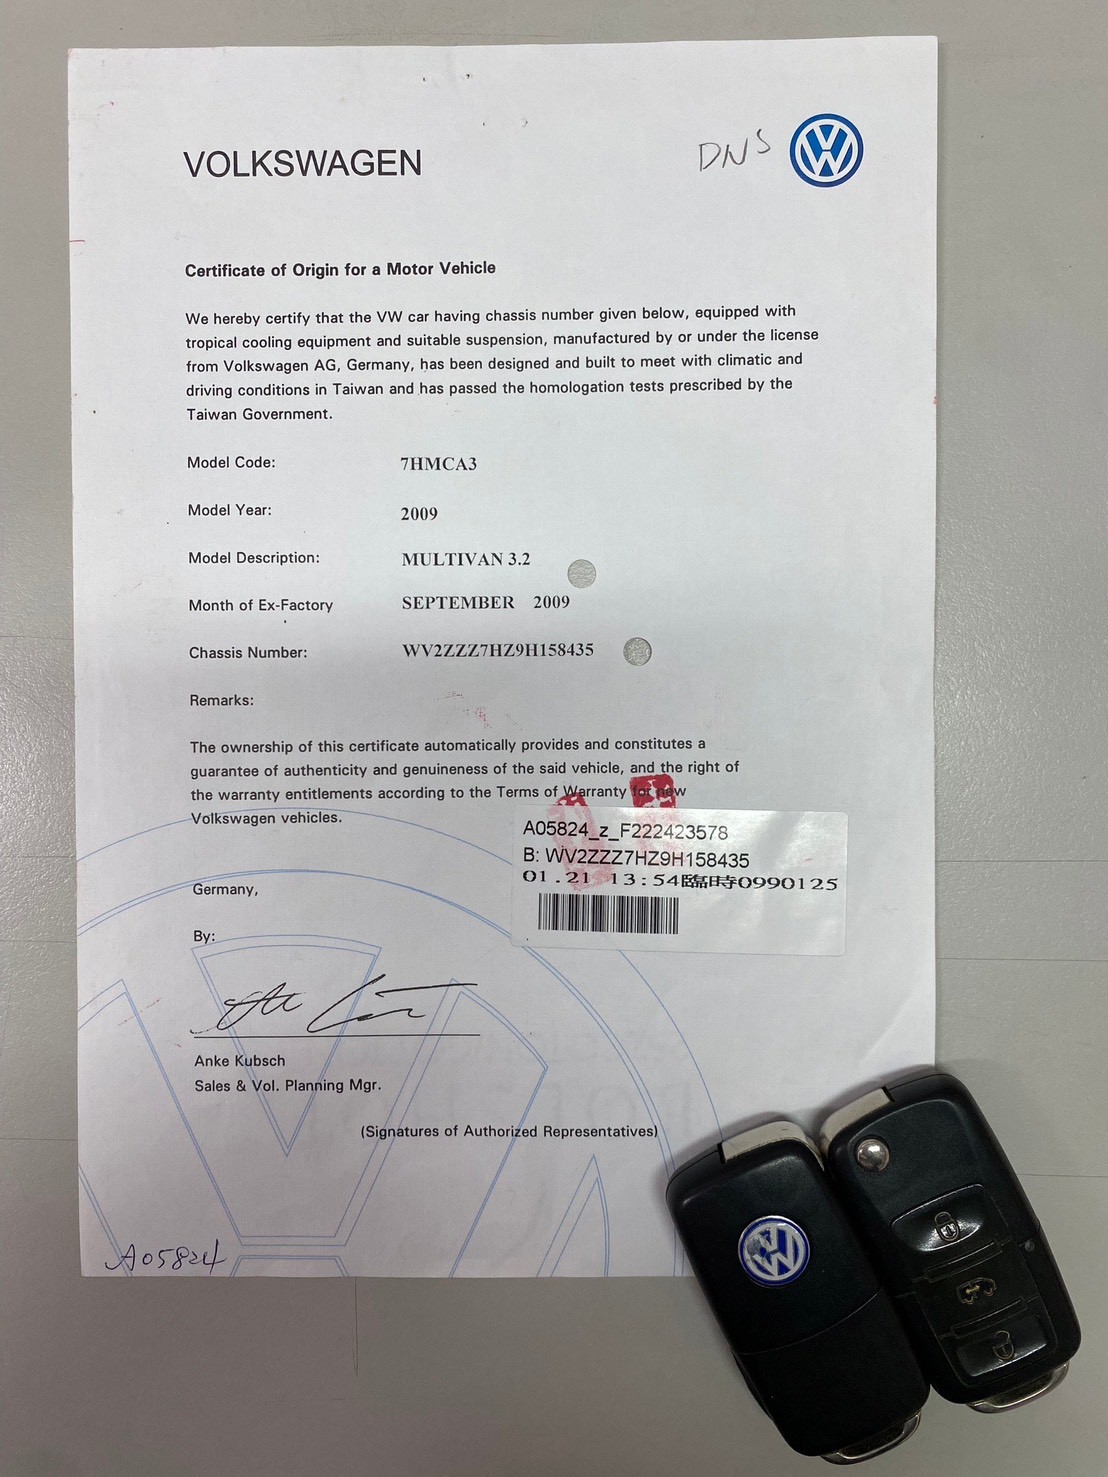 VOLKSWAGEN
DNS
Certificate of Origin for a Motor Vehicle
We hereby certify that the VW car having chassis number given below, equipped with
tropical cooling equipment and suitable suspension, manufactured by or under the license
from Volkswagen AG, Germany, has been designed and built to meet with climatic and
driving conditions in Taiwan and has passed the homologation tests prescribed by the
Taiwan Government.
Model Code: 7HMCA3
Model Year: 2009
Model Description: MULTIVAN 3.2
Month of Ex-Factory SEPTEMBER 2009
Chassis Number: WV2ZZZ7HZ9H158435
Remarks:
The ownership of this certificate automatically provides and constitutes a
guarantee of authenticity and genuineness of the said vehicle, and the right of
the warranty entitlements according to the Terms of Warranty for new
Volkswagen vehicles.
A05824_z_F222423578
B: WV2ZZZ7HZ9H158435
01.21 13:54臨時0990125
Germany,
By:
Anke Kubsch
Sales & Vol. Planning Mgr.
(Signatures of Authorized Representatives)
A05824